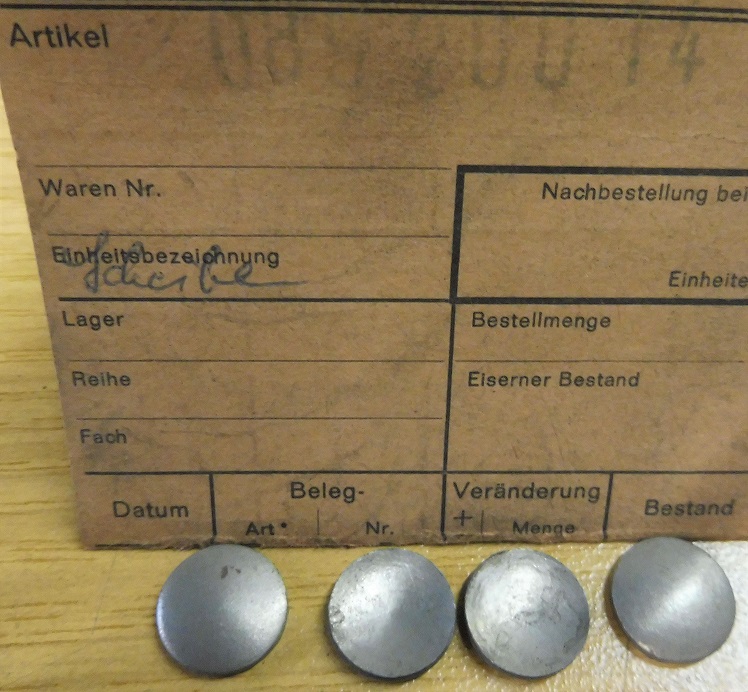 Artikel
Waren Nr.
Nachbestellung bei
Einheitsbezeichnung
Scheibe
Einheite
Lager
Bestellmenge
Reihe
Eiserner Bestand
Fach
Datum
Beleg-
Art Nr.
Veränderung
+ Menge
Bestand